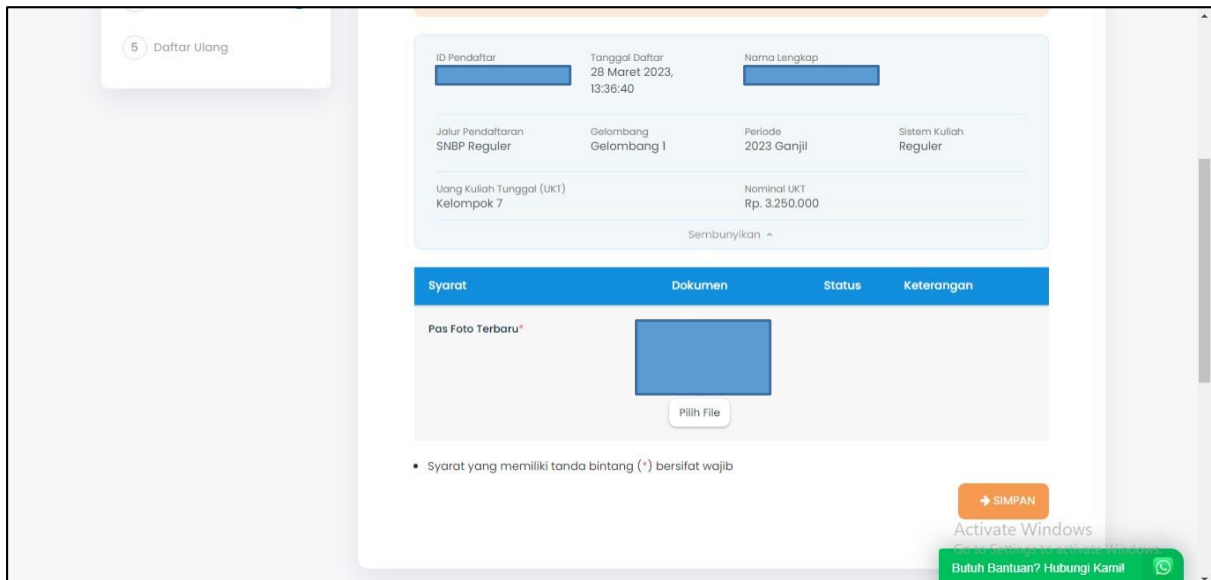 5 Daftar Ulang
ID Pendaftar
Tanggal Daftar
28 Maret 2023,
13:36:40
Nama Lengkap
Jalur Pendaftaran
SNBP Reguler
Gelombang
Gelombang 1
Periode
2023 Ganjil
Sistem Kuliah
Reguler
Uang Kuliah Tunggal (UKT)
Kelompok 7
Nominal UKT
Rp. 3.250.000
Sembunyikan
Syarat Dokumen Status Keterangan
Pas Foto Terbaru*
Pilih File
• Syarat yang memiliki tanda bintang (*) bersifat wajib
→ SIMPAN
Activate Windows
Go to Settings to activate Windows.
Butuh Bantuan? Hubungi Kami!